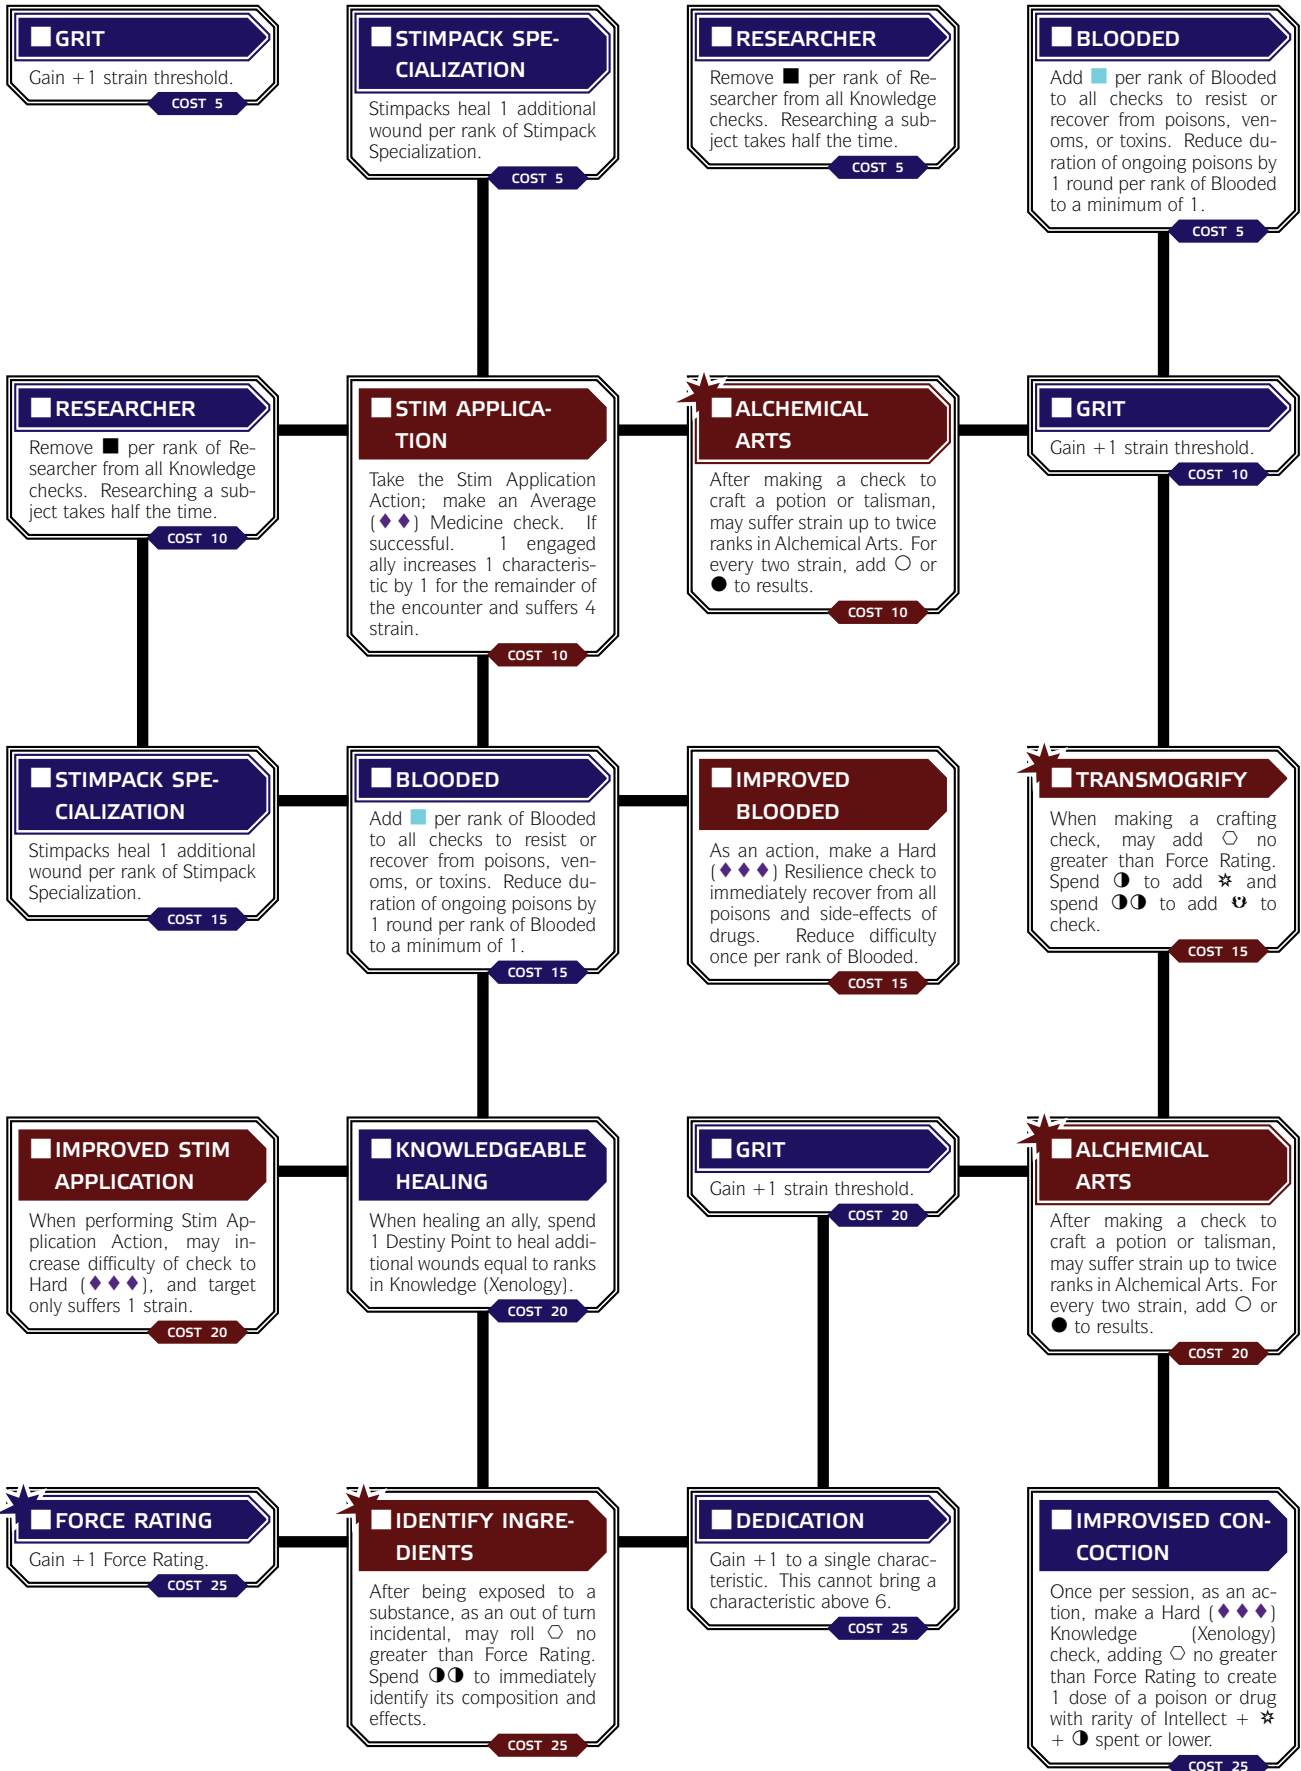 GRIT
Gain +1 strain threshold.
COST 5
STIMPACK SPE-
CIALIZATION
Stimpacks heal 1 additional
wound per rank of Stimpack
Specialization.
COST 5
RESEARCHER
Remove ■ per rank of Re-
searcher from all Knowledge
checks. Researching a sub-
ject takes half the time.
COST 5
BLOODED
Add ■ per rank of Blooded
to all checks to resist or
recover from poisons, ven-
oms, or toxins. Reduce du-
ration of ongoing poisons by
1 round per rank of Blooded
to a minimum of 1.
COST 5
RESEARCHER
Remove ■ per rank of Re-
searcher from all Knowledge
checks. Researching a sub-
ject takes half the time.
COST 10
STIM APPLICA-
TION
Take the Stim Application
Action; make an Average
(♦♦) Medicine check. If
successful. 1 engaged
ally increases 1 characteris-
tic by 1 for the remainder of
the encounter and suffers 4
strain.
COST 10
ALCHEMICAL
ARTS
After making a check to
craft a potion or talisman,
may suffer strain up to twice
ranks in Alchemical Arts. For
every two strain, add ○ or
● to results.
COST 10
GRIT
Gain +1 strain threshold.
COST 10
STIMPACK SPE-
CIALIZATION
Stimpacks heal 1 additional
wound per rank of Stimpack
Specialization.
COST 15
BLOODED
Add ■ per rank of Blooded
to all checks to resist or
recover from poisons, ven-
oms, or toxins. Reduce du-
ration of ongoing poisons by
1 round per rank of Blooded
to a minimum of 1.
COST 15
IMPROVED
BLOODED
As an action, make a Hard
(♦♦♦) Resilience check to
immediately recover from all
poisons and side-effects of
drugs. Reduce difficulty
once per rank of Blooded.
COST 15
TRANSMOGRIFY
When making a crafting
check, may add ⬡ no
greater than Force Rating.
Spend ◑ to add ✲ and
spend ◑◑ to add to
check.
COST 15
IMPROVED STIM
APPLICATION
When performing Stim Ap-
plication Action, may in-
crease difficulty of check to
Hard (♦♦♦), and target
only suffers 1 strain.
COST 20
KNOWLEDGEABLE
HEALING
When healing an ally, spend
1 Destiny Point to heal addi-
tional wounds equal to ranks
in Knowledge (Xenology).
COST 20
GRIT
Gain +1 strain threshold.
COST 20
ALCHEMICAL
ARTS
After making a check to
craft a potion or talisman,
may suffer strain up to twice
ranks in Alchemical Arts. For
every two strain, add ○ or
● to results.
COST 20
FORCE RATING
Gain +1 Force Rating.
COST 25
IDENTIFY INGRE-
DIENTS
After being exposed to a
substance, as an out of turn
incidental, may roll ⬡ no
greater than Force Rating.
Spend ◑◑ to immediately
identify its composition and
effects.
COST 25
DEDICATION
Gain +1 to a single charac-
teristic. This cannot bring a
characteristic above 6.
COST 25
IMPROVISED CON-
COCTION
Once per session, as an ac-
tion, make a Hard (♦♦♦)
Knowledge (Xenology)
check, adding ⬡ no greater
than Force Rating to create
1 dose of a poison or drug
with rarity of Intellect + ✲
+ ◑ spent or lower.
COST 25